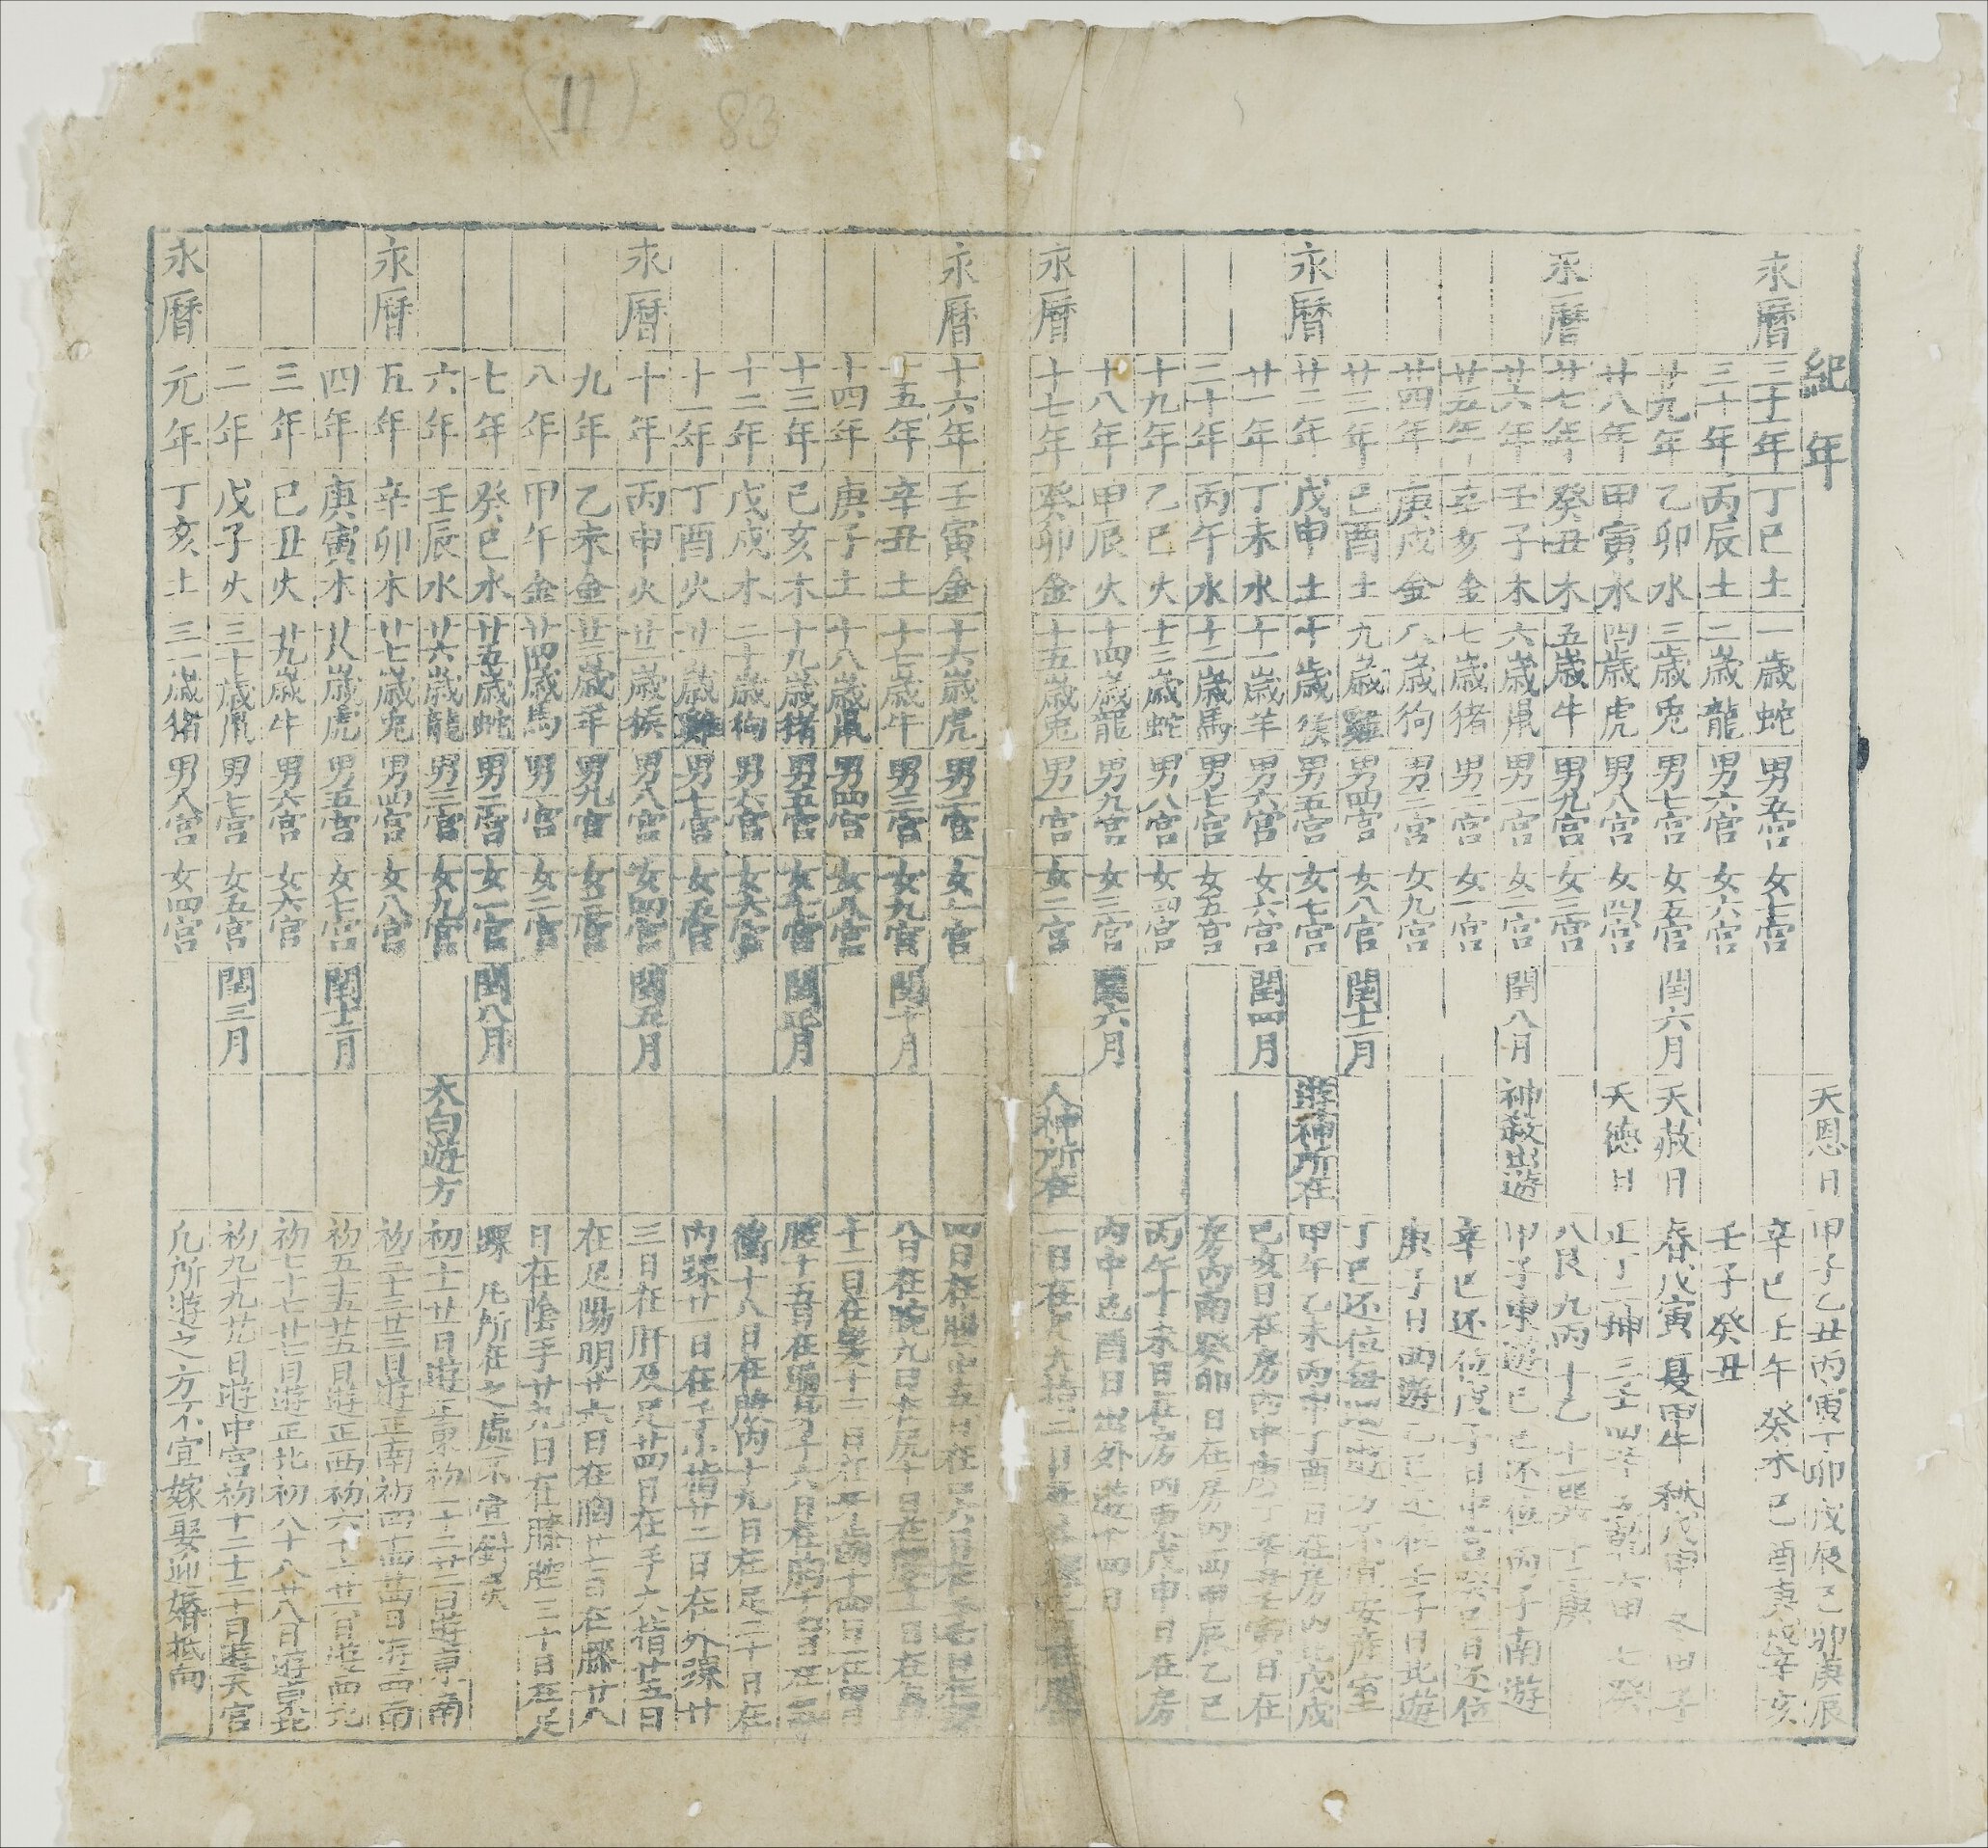 (11) 83
紀年 天恩日 甲子乙丑丙寅丁卯戊辰己卯庚辰
永曆 三十一年 丁巳土 一歲蛇 男五宮 女七宮 辛巳壬午癸未己酉庚戌辛亥
三十年 丙辰土 二歲龍 男六宮 女六宮 壬子癸丑
廿九年 乙卯水 三歲兎 男七宮 女五宮 閏六月 天赦日 春戊寅 夏甲午 秋戊申 冬甲子
廿八年 甲寅水 四歲虎 男八宮 女四宮 天德日 正丁二坤三壬四辛五乾六甲七癸
永曆 廿七年 癸丑木 五歲牛 男九宮 女三宮 八艮九丙十乙十一巽十二庚
廿六年 壬子木 六歲鼠 男一宮 女二宮 閏八月 神殺出遊 甲子東遊己巳还位丙子南遊
廿五年 辛亥金 七歲猪 男二宮 女一宮 辛巳还位戊子日中宮癸巳日还位
廿四年 庚戌金 八歲狗 男三宮 女九宮 庚子日西遊乙巳还位壬子日北遊
廿三年 己酉土 九歲雞 男四宮 女八宮 閏十二月 丁巳还位每遊方不宜安床室
永曆 廿二年 戊申土 十歲猴 男五宮 女七宮 遊神所在 甲午乙未丙申丁酉日在房内北戊戌
廿一年 丁未水 十一歲羊 男六宮 女六宮 閏四月 己亥日在房内中庚子辛丑壬寅日在
二十年 丙午水 十二歲馬 男七宮 女五宮 房内南癸卯日在房内西甲辰乙巳
十九年 乙巳火 十三歲蛇 男八宮 女四宮 丙午丁未日在房内東戊申日在房
十八年 甲辰火 十四歲龍 男九宮 女三宮 閏六月 内中己酉日出外遊十四日
永曆 十七年 癸卯金 十五歲兎 男一宮 女二宮 人神所在 一日在足大指二日在
永曆 十六年 壬寅金 十六歲虎 男二宮 女一宮 四日在腰
十五年 辛丑土 十七歲牛 男三宮 女九宮 閏十月 八日在腕九日在尻十日在
十四年 庚子土 十八歲鼠 男四宮 女八宮 十二日在髮十三日在牙齒十四日在胃
十三年 己亥木 十九歲猪 男五宮 女七宮 閏正月 腔十五日在遍身十六日在胸十七日在氣
十二年 戊戌木 二十歲狗 男六宮 女六宮 衝十八日在股内十九日在足二十日在
十一年 丁酉火 廿一歲雞 男七宮 女五宮 内踝廿一日在手小指廿二日在外踝廿
永曆 十年 丙申火 廿二歲猴 男八宮 女四宮 閏五月 三日在肝及足廿四日在手六指廿五日
九年 乙未金 廿三歲羊 男九宮 女三宮 在足陽明廿六日在胸廿七日在膝廿八
八年 甲午金 廿四歲馬 男一宮 女二宮 日在陰手廿九日在膝脛三十日在足
七年 癸巳水 廿五歲蛇 男二宮 女一宮 閏八月 踝 凡所在之處不宜針灸
六年 壬辰水 廿六歲龍 男三宮 女九宮 太白遊方 初一十一廿一日遊正東初二十二廿二日遊東南
永曆 五年 辛卯木 廿七歲兎 男四宮 女八宮 初三十三廿三日遊正南初四十四廿四日遊西南
四年 庚寅木 廿八歲虎 男五宮 女七宮 閏十一月 初五十五廿五日遊正西初六十六廿六日遊西北
三年 己丑火 廿九歲牛 男六宮 女六宮 初七十七廿七日遊正北初八十八廿八日遊東北
二年 戊子火 三十歲鼠 男七宮 女五宮 閏三月 初九十九廿九日遊中宮初十二十三十日遊天宮
永曆 元年 丁亥土 三一歲猪 男八宮 女四宮 凡所遊之方不宜嫁娶迎婚抵向